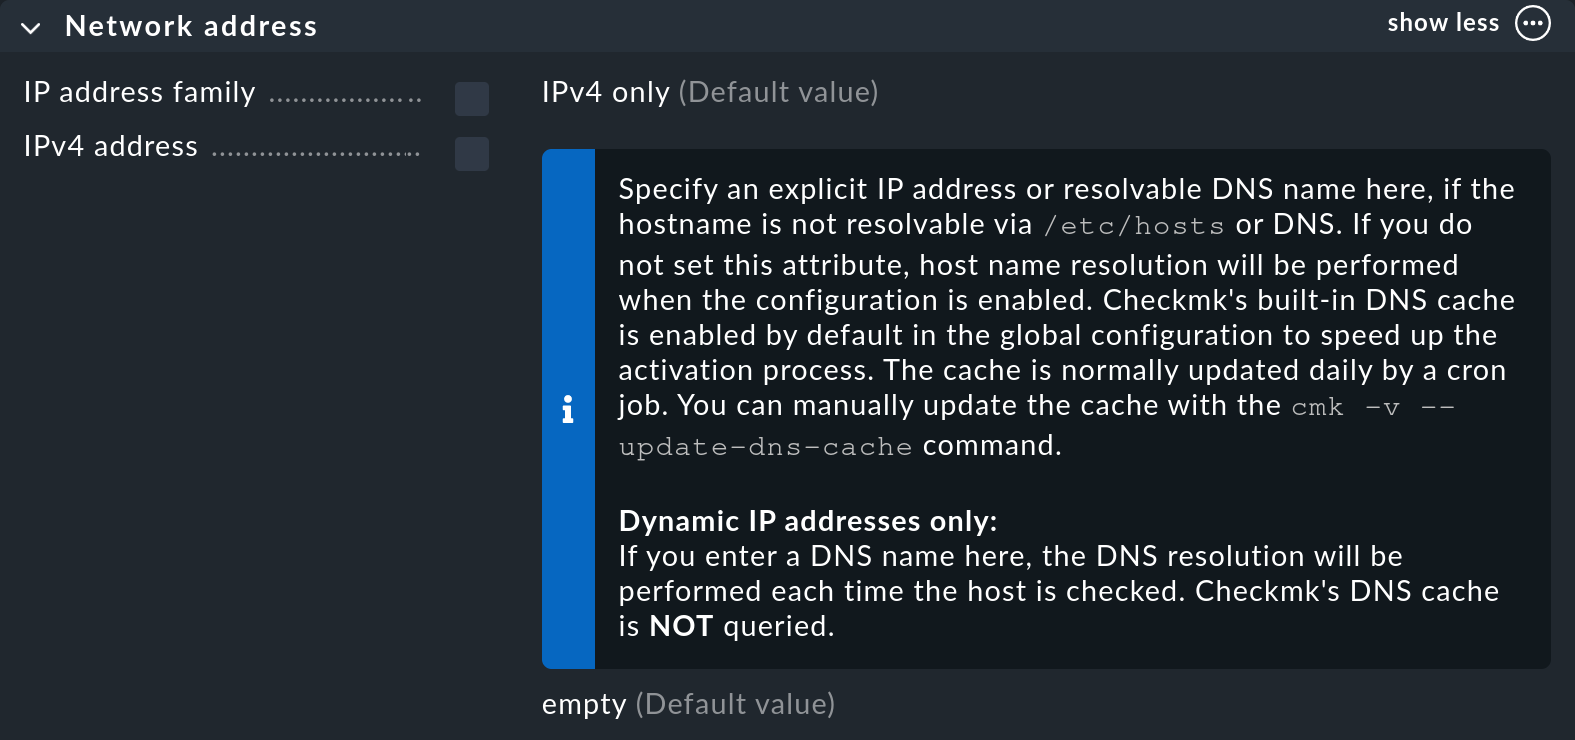 Network address
show less
IP address family
IPv4 only (Default value)
IPv4 address
Specify an explicit IP address or resolvable DNS name here, if the
hostname is not resolvable via /etc/hosts or DNS. If you do
not set this attribute, host name resolution will be performed
when the configuration is enabled. Checkmk's built-in DNS cache
is enabled by default in the global configuration to speed up the
activation process. The cache is normally updated daily by a cron
job. You can manually update the cache with the cmk -v --
update-dns-cache command.
Dynamic IP addresses only:
If you enter a DNS name here, the DNS resolution will be
performed each time the host is checked. Checkmk's DNS cache
is NOT queried.
empty (Default value)